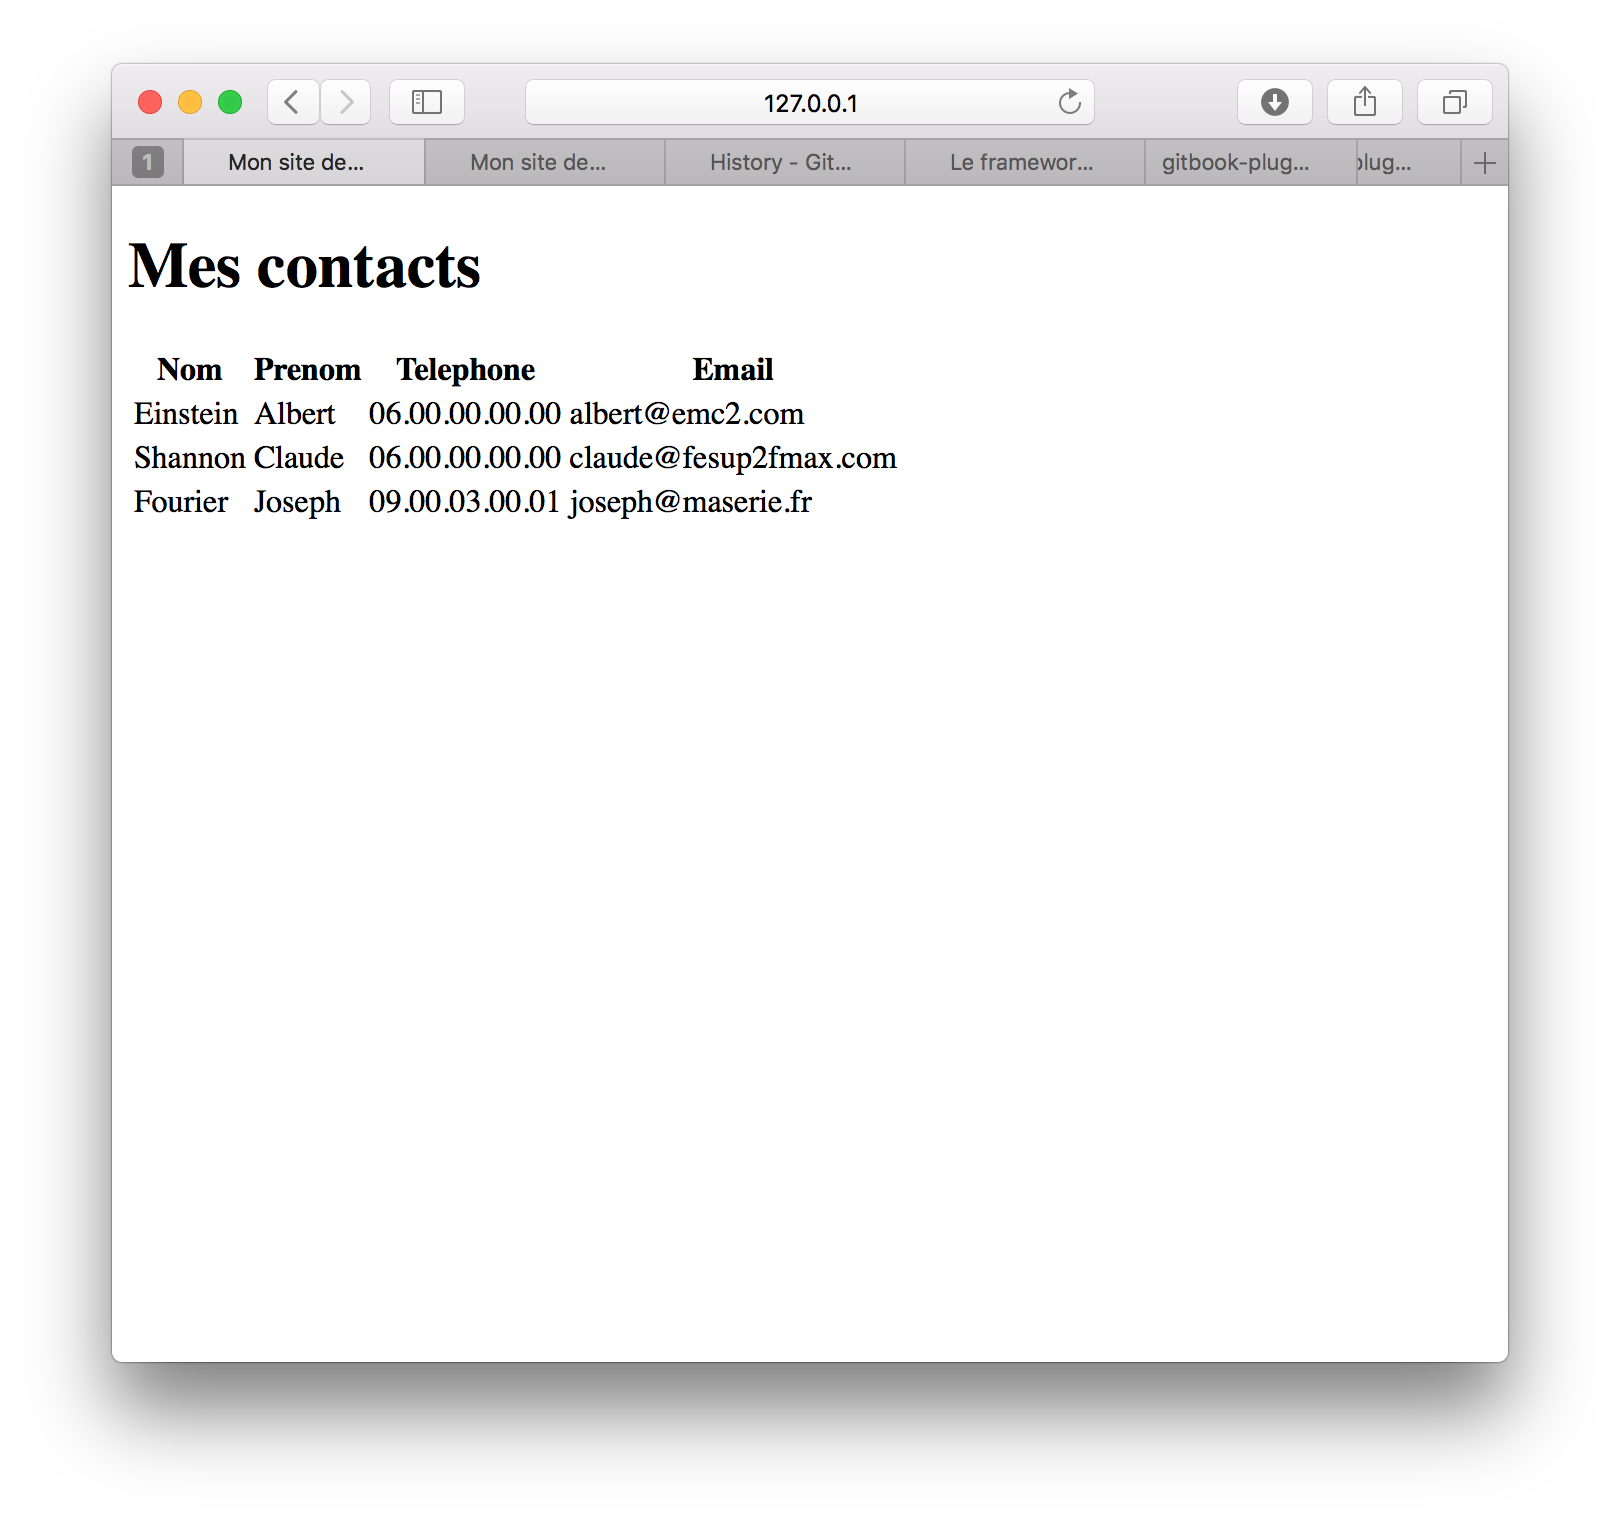 127.0.0.1
1 Mon site de... Mon site de... History - Git... Le framewor... gitbook-plug... plug...
Mes contacts
Nom Prenom Telephone Email
Einstein Albert 06.00.00.00.00 albert@emc2.com
Shannon Claude 06.00.00.00.00 claude@fesup2fmax.com
Fourier Joseph 09.00.03.00.01 joseph@maserie.fr